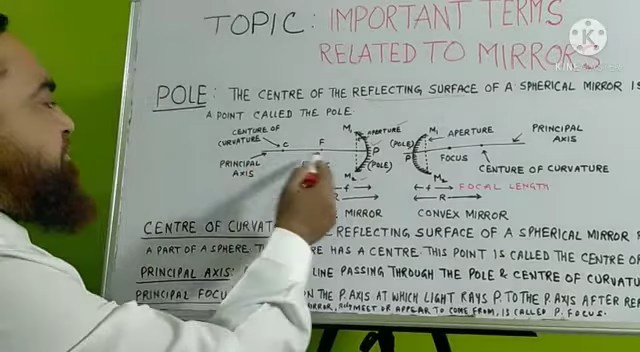 TOPIC: IMPORTANT TERMS
RELATED TO MIRRORS
KINEMASTER
POLE: THE CENTRE OF THE REFLECTING SURFACE OF A SPHERICAL MIRROR IS
A POINT CALLED THE POLE.
CENTURE OF
CURVATURE
C
F
M1
APERTURE
P
(POLE)
M2
PRINCIPAL
AXIS
f
R
MIRROR
M1
APERTURE
PRINCIPAL
AXIS
(POLE)
P
FOCUS
CENTURE OF CURVATURE
M2
f
FOCAL LENGTH
R
CONVEX MIRROR
CENTRE OF CURVAT REFLECTING SURFACE OF A SPHERICAL MIRROR
A PART OF A SPHERE HAS A CENTRE. THIS POINT IS CALLED THE CENTRE OF
PRINCIPAL AXIS: LINE PASSING THROUGH THE POLE & CENTRE OF CURVATU
PRINCIPAL FOCU ON THE P. AXIS AT WHICH LIGHT RAYS P. TO THE P. AXIS AFTER RE
MIRROR, MEET OR APPEAR TO COME FROM, IS CALLED P. FOCUS.